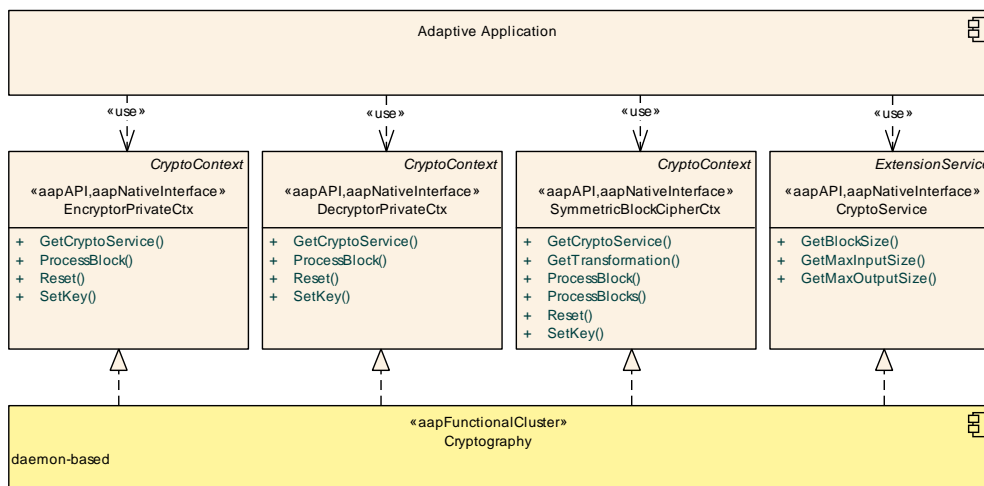 Adaptive Application
«use» «use» «use» «use»
CryptoContext
«aapAPI,aapNativeInterface»
EncryptorPrivateCtx
+ GetCryptoService()
+ ProcessBlock()
+ Reset()
+ SetKey()
CryptoContext
«aapAPI,aapNativeInterface»
DecryptorPrivateCtx
+ GetCryptoService()
+ ProcessBlock()
+ Reset()
+ SetKey()
CryptoContext
«aapAPI,aapNativeInterface»
SymmetricBlockCipherCtx
+ GetCryptoService()
+ GetTransformation()
+ ProcessBlock()
+ ProcessBlocks()
+ Reset()
+ SetKey()
ExtensionService
«aapAPI,aapNativeInterface»
CryptoService
+ GetBlockSize()
+ GetMaxInputSize()
+ GetMaxOutputSize()
«aapFunctionalCluster»
Cryptography
daemon-based